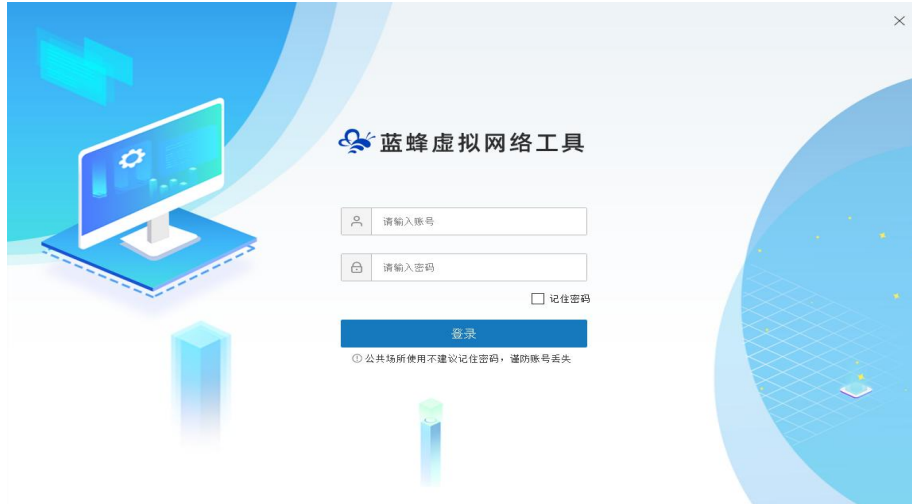 蓝蜂虚拟网络工具
请输入账号
请输入密码
记住密码
登录
公共场所使用不建议记住密码，谨防账号丢失